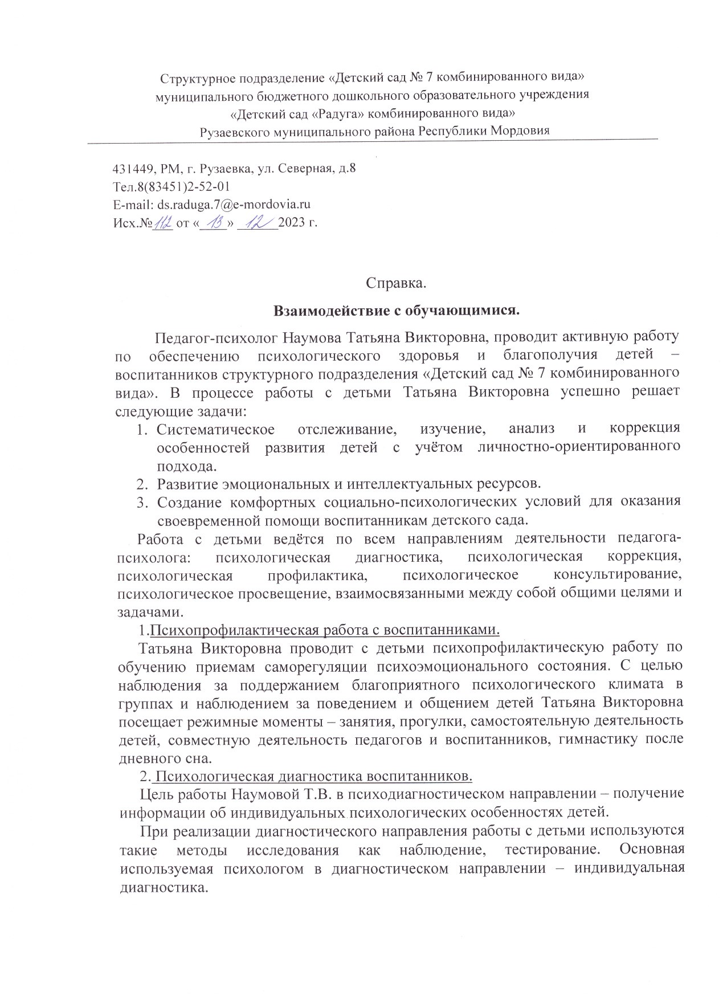 Структурное подразделение «Детский сад № 7 комбинированного вида»
муниципального бюджетного дошкольного образовательного учреждения
«Детский сад «Радуга» комбинированного вида»
Рузаевского муниципального района Республики Мордовия
431449, РМ, г. Рузаевка, ул. Северная, д.8
Тел.8(83451)2-52-01
E-mail: ds.raduga.7@e-mordovia.ru
Исх.№ 112 от « 13 » 12 2023 г.
Справка.
Взаимодействие с обучающимися.
Педагог-психолог Наумова Татьяна Викторовна, проводит активную работу
по обеспечению психологического здоровья и благополучия детей –
воспитанников структурного подразделения «Детский сад № 7 комбинированного
вида». В процессе работы с детьми Татьяна Викторовна успешно решает
следующие задачи:
1. Систематическое отслеживание, изучение, анализ и коррекция
особенностей развития детей с учётом личностно-ориентированного
подхода.
2. Развитие эмоциональных и интеллектуальных ресурсов.
3. Создание комфортных социально-психологических условий для оказания
своевременной помощи воспитанникам детского сада.
Работа с детьми ведётся по всем направлениям деятельности педагога-
психолога: психологическая диагностика, психологическая коррекция,
психологическая профилактика, психологическое консультирование,
психологическое просвещение, взаимосвязанными между собой общими целями и
задачами.
1.Психопрофилактическая работа с воспитанниками.
Татьяна Викторовна проводит с детьми психопрофилактическую работу по
обучению приемам саморегуляции психоэмоционального состояния. С целью
наблюдения за поддержанием благоприятного психологического климата в
группах и наблюдением за поведением и общением детей Татьяна Викторовна
посещает режимные моменты – занятия, прогулки, самостоятельную деятельность
детей, совместную деятельность педагогов и воспитанников, гимнастику после
дневного сна.
2. Психологическая диагностика воспитанников.
Цель работы Наумовой Т.В. в психодиагностическом направлении – получение
информации об индивидуальных психологических особенностях детей.
При реализации диагностического направления работы с детьми используются
такие методы исследования как наблюдение, тестирование. Основная
используемая психологом в диагностическом направлении – индивидуальная
диагностика.